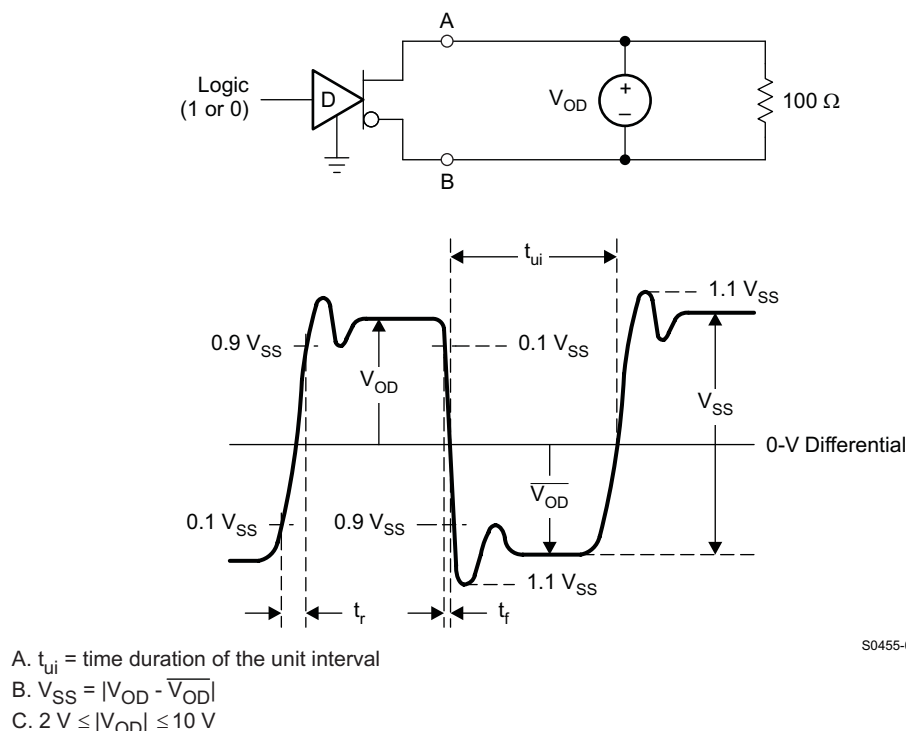 A
Logic
(1 or 0)
D
V_OD
+
−
100 Ω
B
t_ui
1.1 V_SS
0.9 V_SS
0.1 V_SS
V_OD
V_SS
0-V Differential
V̅_O̅D̅
0.1 V_SS
0.9 V_SS
1.1 V_SS
t_r
t_f
S0455-
A. t_ui = time duration of the unit interval
B. V_SS = |V_OD - V̅_O̅D̅|
C. 2 V ≤ |V_OD| ≤ 10 V